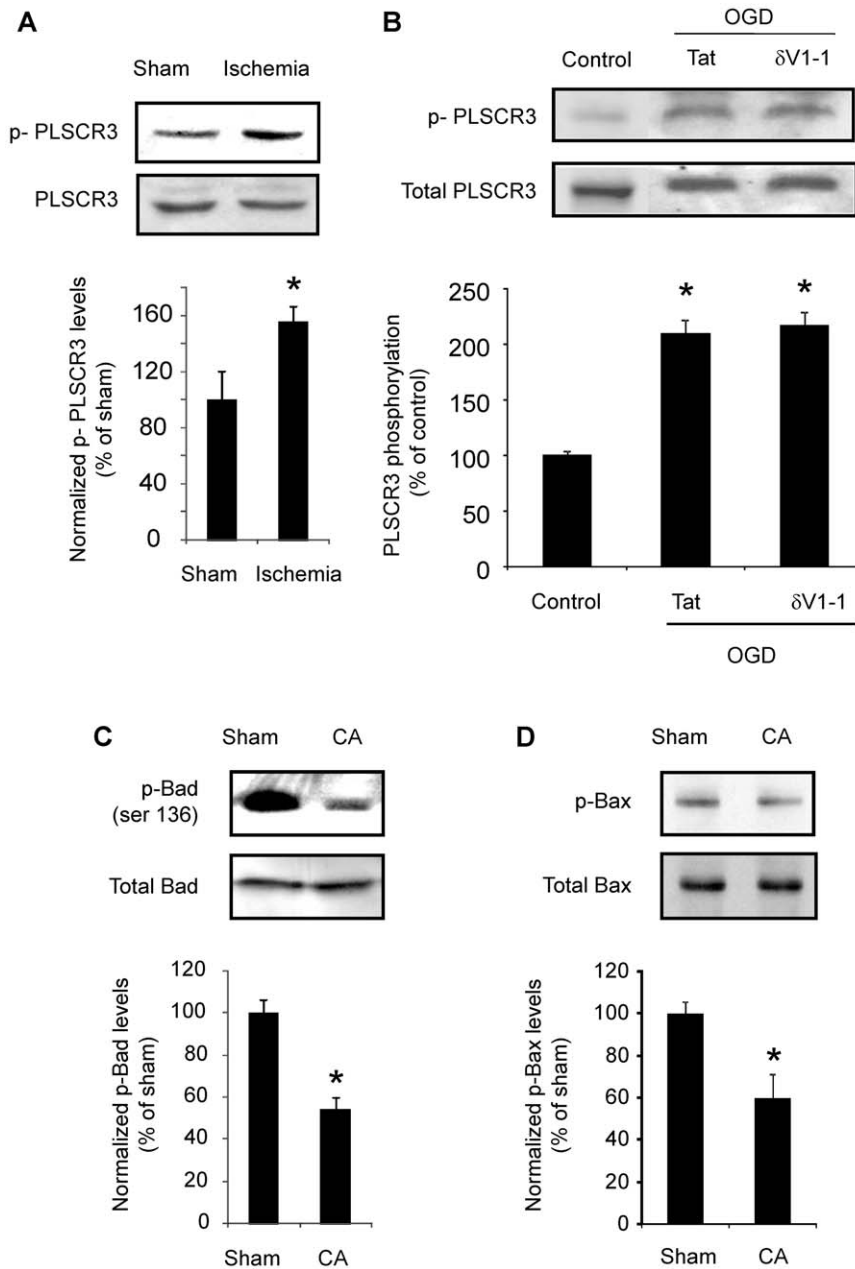 A
Sham Ischemia
p- PLSCR3
PLSCR3
Normalized p- PLSCR3 levels
(% of sham)
160
120
80
40
0
*
Sham Ischemia
B
OGD
Control Tat δV1-1
p- PLSCR3
Total PLSCR3
PLSCR3 phosphorylation
(% of control)
250
200
150
100
50
0
* *
Control Tat δV1-1
OGD
C
Sham CA
p-Bad
(ser 136)
Total Bad
Normalized p-Bad levels
(% of sham)
120
100
80
60
40
20
0
*
Sham CA
D
Sham CA
p-Bax
Total Bax
Normalized p-Bax levels
(% of sham)
120
100
80
60
40
20
0
*
Sham CA